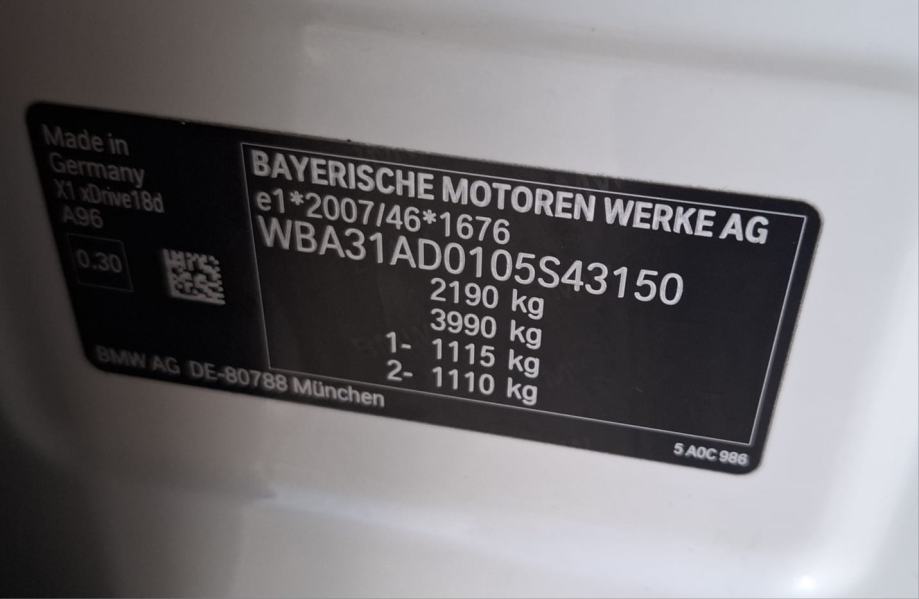 Made in
Germany
X1 xDrive18d
A96
0.30
BAYERISCHE MOTOREN WERKE AG
e1*2007/46*1676
WBA31AD0105S43150
2190 kg
3990 kg
1- 1115 kg
2- 1110 kg
BMW AG DE-80788 München
5 A0C 986